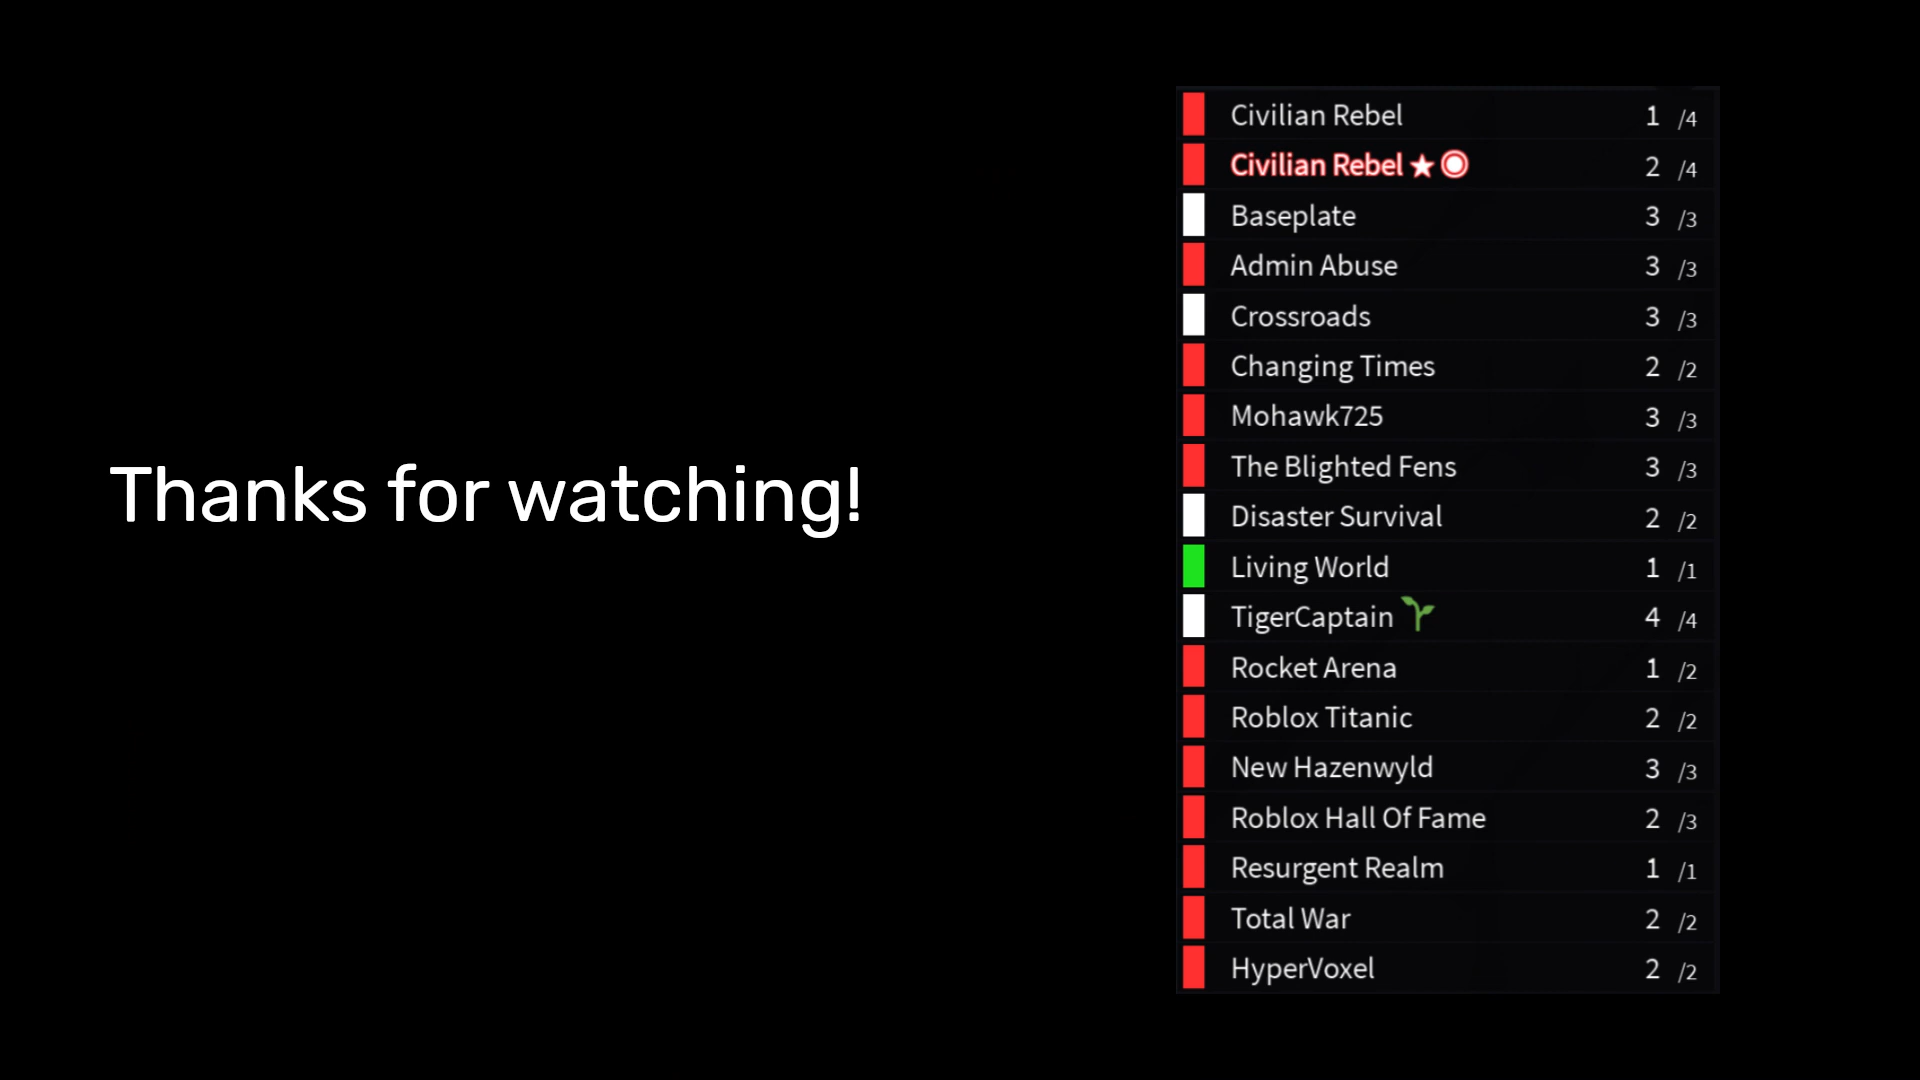 Thanks for watching!
Civilian Rebel 1 /4
Civilian Rebel ★ 2 /4
Baseplate 3 /3
Admin Abuse 3 /3
Crossroads 3 /3
Changing Times 2 /2
Mohawk725 3 /3
The Blighted Fens 3 /3
Disaster Survival 2 /2
Living World 1 /1
TigerCaptain 4 /4
Rocket Arena 1 /2
Roblox Titanic 2 /2
New Hazenwyld 3 /3
Roblox Hall Of Fame 2 /3
Resurgent Realm 1 /1
Total War 2 /2
HyperVoxel 2 /2